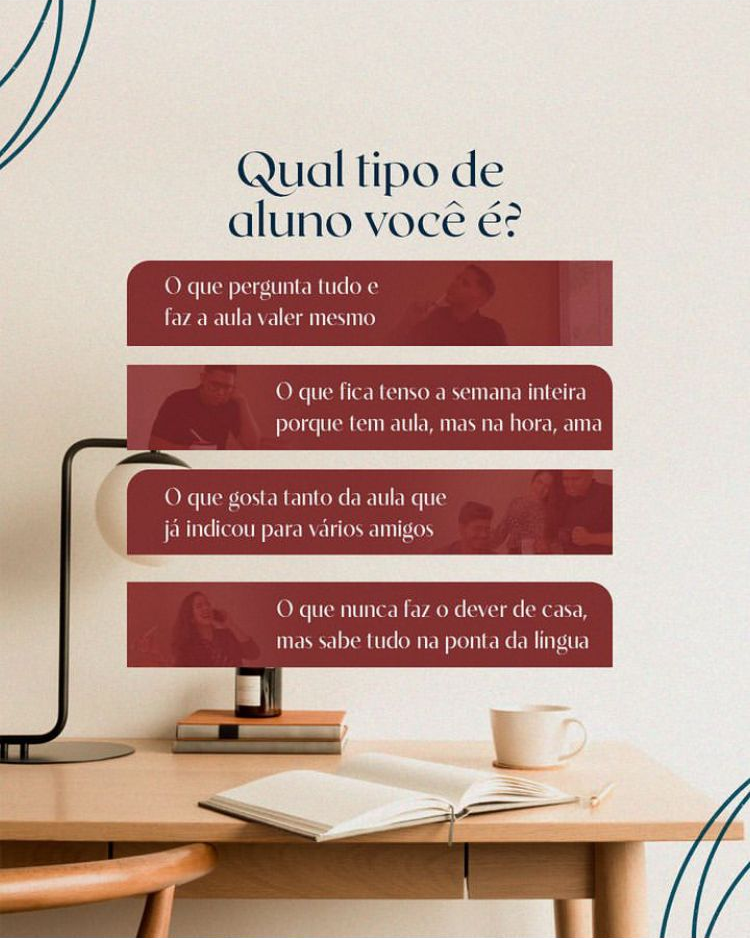 Qual tipo de
aluno você é?
O que pergunta tudo e
faz a aula valer mesmo
O que fica tenso a semana inteira
porque tem aula, mas na hora, ama
O que gosta tanto da aula que
já indicou para vários amigos
O que nunca faz o dever de casa,
mas sabe tudo na ponta da língua